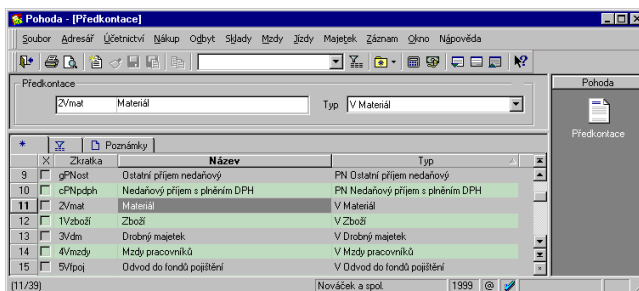 Pohoda - [Předkontace]
Soubor Adresář Účetnictví Nákup Odbyt Sklady Mzdy Jízdy Majetek Záznam Okno Nápověda
Předkontace
2Vmat Materiál Typ V Materiál
Pohoda
Předkontace
* Poznámky
X Zkratka Název Typ
9 gPNost Ostatní příjem nedaňový PN Ostatní příjem nedaňový
10 cPNpdph Nedaňový příjem s plněním DPH PN Nedaňový příjem s plněním DPH
11 2Vmat Materiál V Materiál
12 1Vzboží Zboží V Zboží
13 3Vdm Drobný majetek V Drobný majetek
14 4Vmzdy Mzdy pracovníků V Mzdy pracovníků
15 5Vfpoj Odvod do fondů pojištění V Odvod do fondů pojištění
(11/39) Nováček a spol. 1999 @